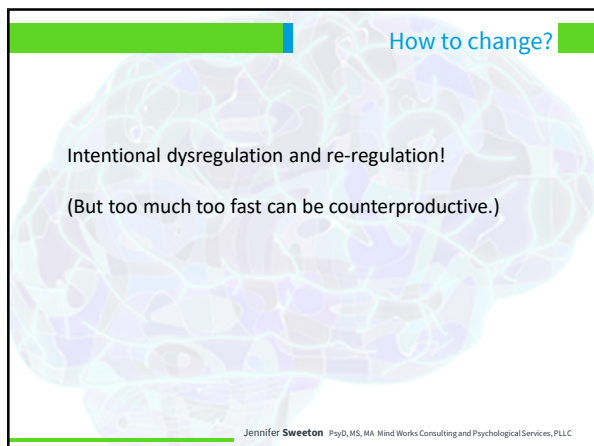 How to change?
Intentional dysregulation and re-regulation!
(But too much too fast can be counterproductive.)
Jennifer Sweeton PsyD, MS, MA Mind Works Consulting and Psychological Services, PLLC